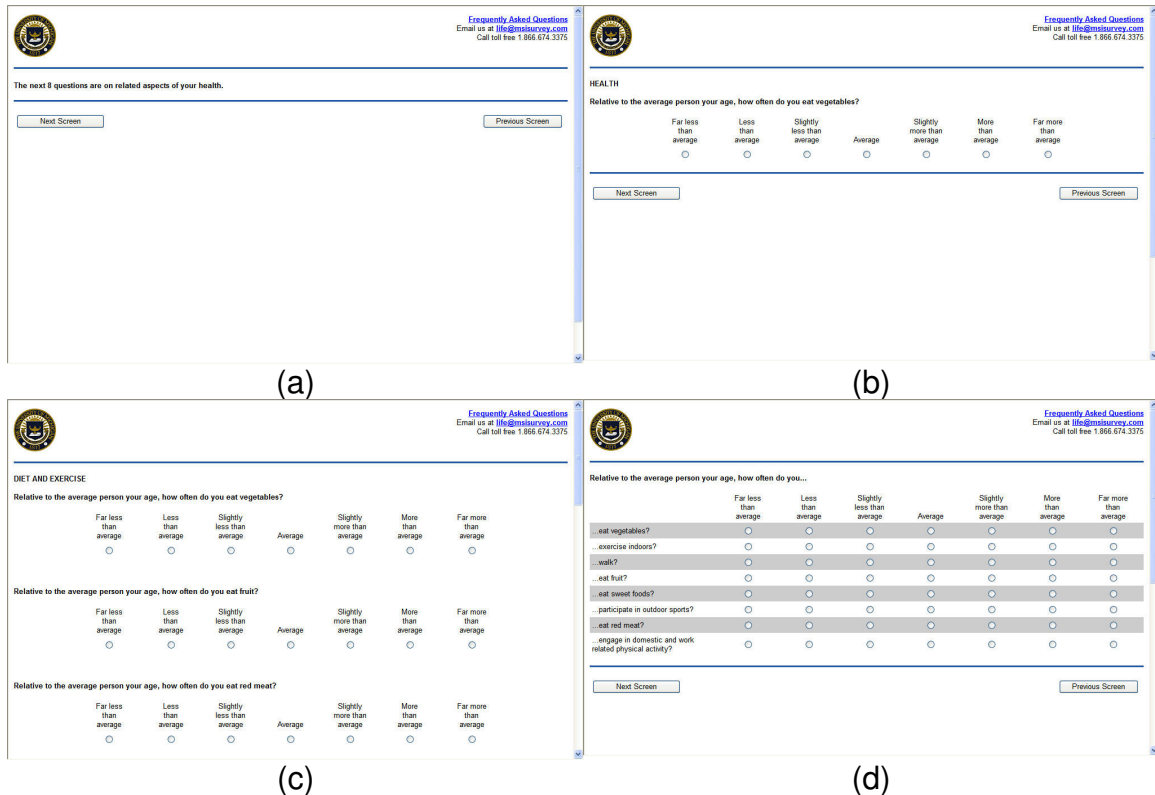 Frequently Asked Questions
Email us at life@msisurvey.com
Call toll free 1.866.674.3375
The next 8 questions are on related aspects of your health.
Next Screen
Previous Screen
(a)
Frequently Asked Questions
Email us at life@msisurvey.com
Call toll free 1.866.674.3375
HEALTH
Relative to the average person your age, how often do you eat vegetables?
Far less than average
Less than average
Slightly less than average
Average
Slightly more than average
More than average
Far more than average
Next Screen
Previous Screen
(b)
Frequently Asked Questions
Email us at life@msisurvey.com
Call toll free 1.866.674.3375
DIET AND EXERCISE
Relative to the average person your age, how often do you eat vegetables?
Far less than average
Less than average
Slightly less than average
Average
Slightly more than average
More than average
Far more than average
Relative to the average person your age, how often do you eat fruit?
Far less than average
Less than average
Slightly less than average
Average
Slightly more than average
More than average
Far more than average
Relative to the average person your age, how often do you eat red meat?
Far less than average
Less than average
Slightly less than average
Average
Slightly more than average
More than average
Far more than average
(c)
Frequently Asked Questions
Email us at life@msisurvey.com
Call toll free 1.866.674.3375
Relative to the average person your age, how often do you...
Far less than average
Less than average
Slightly less than average
Average
Slightly more than average
More than average
Far more than average
...eat vegetables?
...exercise indoors?
...walk?
...eat fruit?
...eat sweet foods?
...participate in outdoor sports?
...eat red meat?
...engage in domestic and work
related physical activity?
Next Screen
Previous Screen
(d)